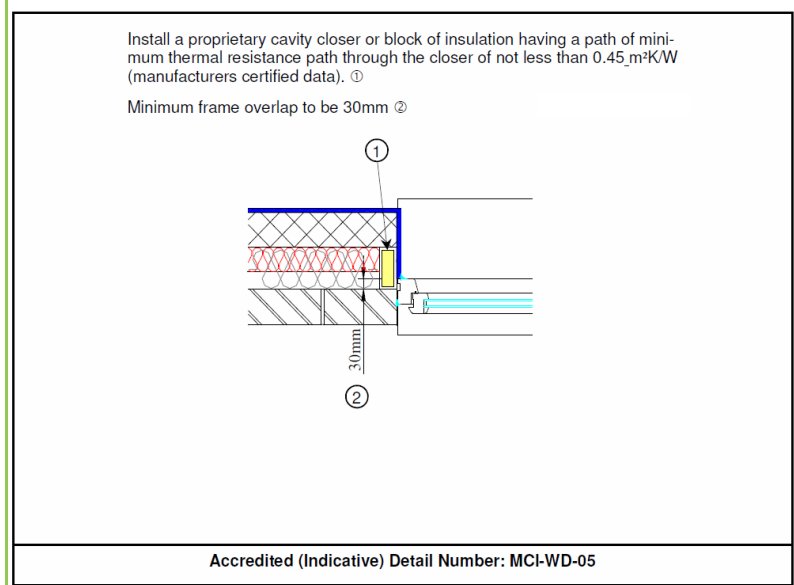 Install a proprietary cavity closer or block of insulation having a path of mini-
mum thermal resistance path through the closer of not less than 0.45 m²K/W
(manufacturers certified data). ①
Minimum frame overlap to be 30mm ②
1
30mm
2
Accredited (Indicative) Detail Number: MCI-WD-05